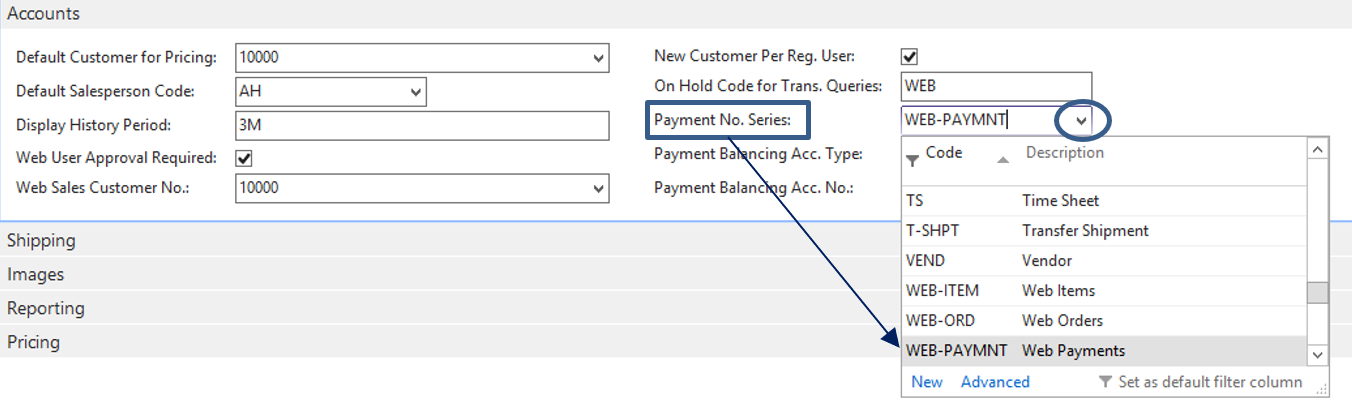 Accounts
Default Customer for Pricing: 10000
Default Salesperson Code: AH
Display History Period: 3M
Web User Approval Required:
Web Sales Customer No.: 10000
New Customer Per Reg. User:
On Hold Code for Trans. Queries: WEB
Payment No. Series: WEB-PAYMNT
Payment Balancing Acc. Type:
Payment Balancing Acc. No.:
Code Description
TS Time Sheet
T-SHPT Transfer Shipment
VEND Vendor
WEB-ITEM Web Items
WEB-ORD Web Orders
WEB-PAYMNT Web Payments
New Advanced Set as default filter column
Shipping
Images
Reporting
Pricing